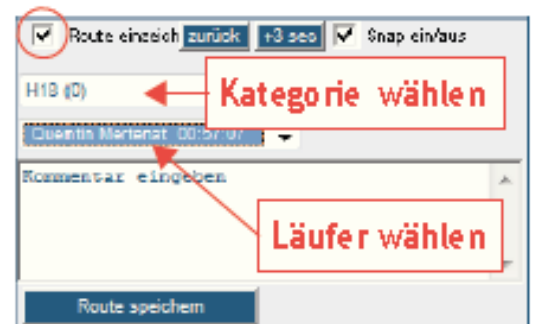 Route einzeich zurück +3 sec Snap ein/aus
H18 (0)
Kategorie wählen
Quentin Mertenat 00:57:07
Kommentar eingeben
Läufer wählen
Route speichern